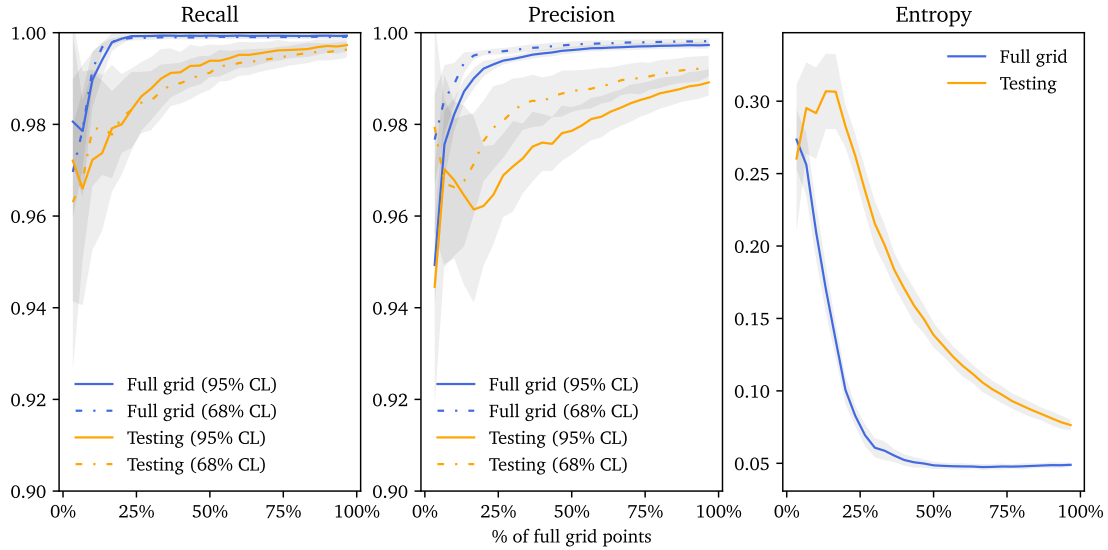 Recall
1.00
0.98
0.96
0.94
0.92
0.90
Full grid (95% CL)
Full grid (68% CL)
Testing (95% CL)
Testing (68% CL)
0%
25%
50%
75%
100%
Precision
1.00
0.98
0.96
0.94
0.92
0.90
Full grid (95% CL)
Full grid (68% CL)
Testing (95% CL)
Testing (68% CL)
0%
25%
50%
75%
100%
% of full grid points
Entropy
Full grid
Testing
0.30
0.25
0.20
0.15
0.10
0.05
0%
25%
50%
75%
100%